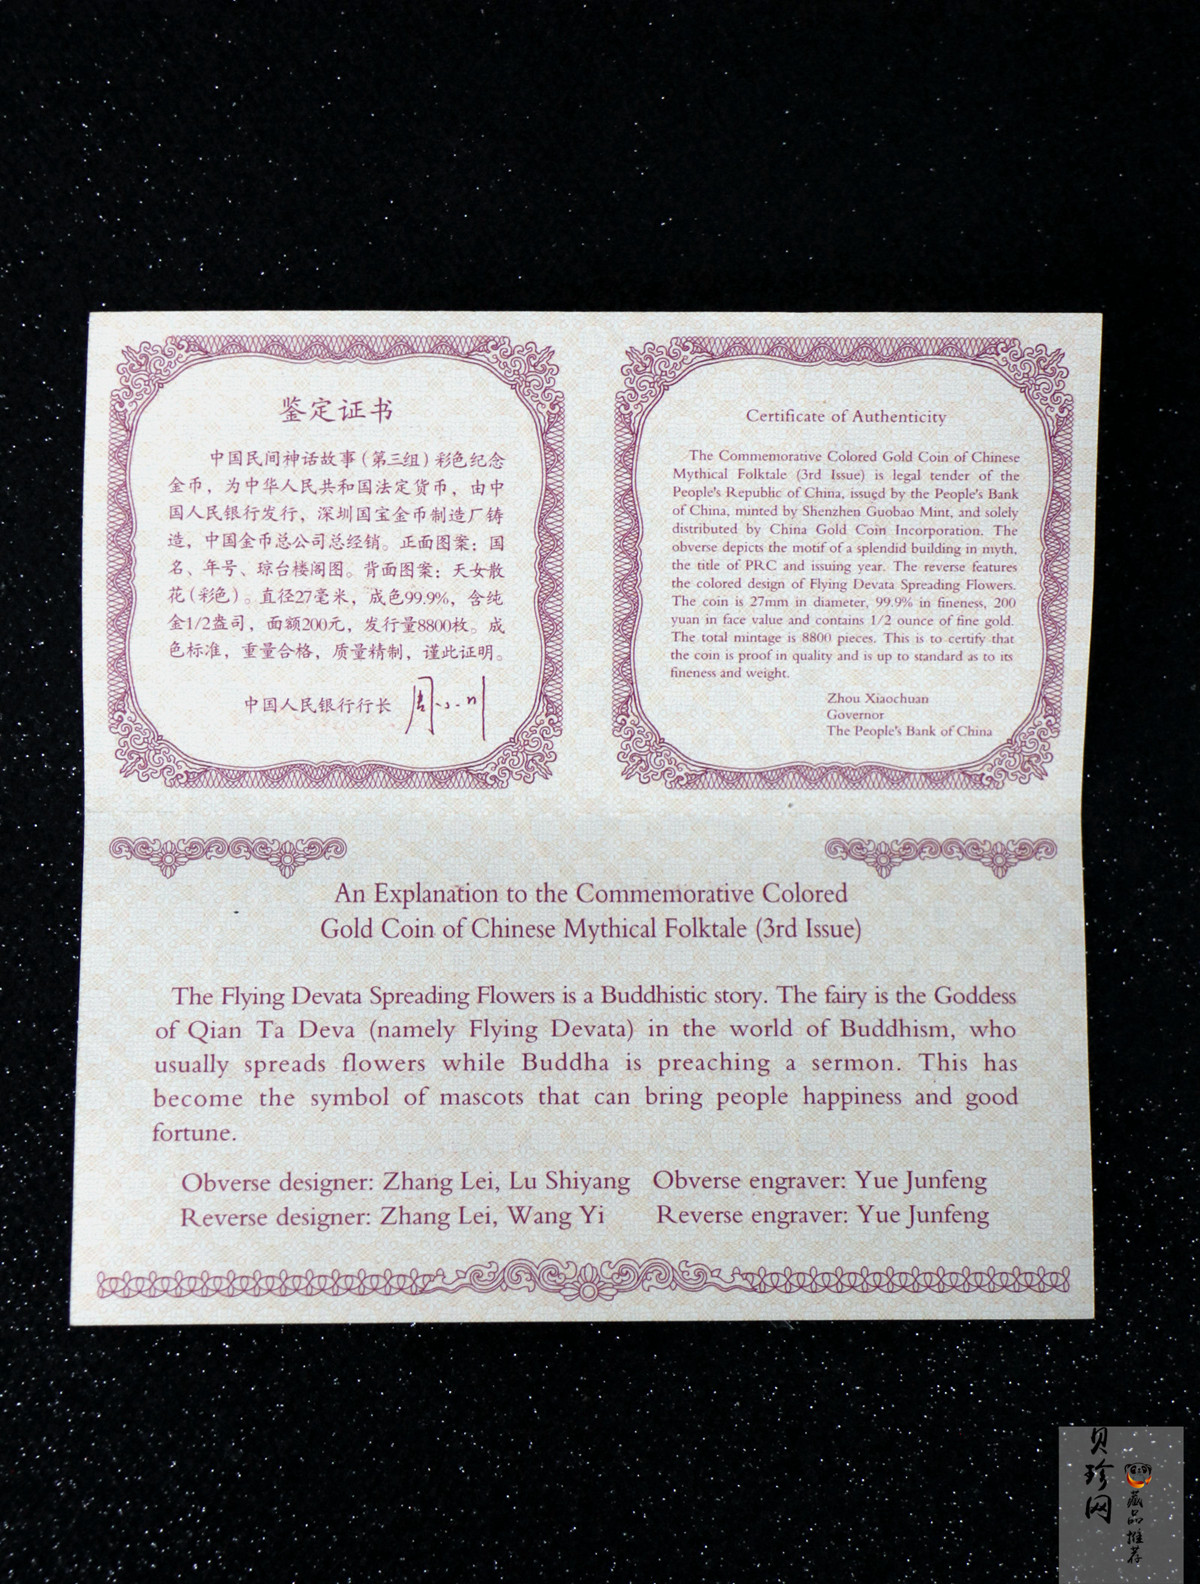 鉴定证书
中国民间神话故事(第三组)彩色纪念
金币，为中华人民共和国法定货币，由中
国人民银行发行，深圳国宝金币制造厂铸
造，中国金币总公司总经销。正面图案：国
名、年号、琼台楼阁图。背面图案：天女散
花(彩色)。直径27毫米，成色99.9%，含纯
金1/2盎司，面额200元，发行量8800枚。成
色标准，重量合格，质量精制，谨此证明。
中国人民银行行长 周小川
Certificate of Authenticity
The Commemorative Colored Gold Coin of Chinese
Mythical Folktale (3rd Issue) is legal tender of the
People's Republic of China, issued by the People's Bank
of China, minted by Shenzhen Guobao Mint, and solely
distributed by China Gold Coin Incorporation. The
obverse depicts the motif of a splendid building in myth,
the title of PRC and issuing year. The reverse features
the colored design of Flying Devata Spreading Flowers.
The coin is 27mm in diameter, 99.9% in fineness, 200
yuan in face value and contains 1/2 ounce of fine gold.
The total mintage is 8800 pieces. This is to certify that
the coin is proof in quality and is up to standard as to its
fineness and weight.
Zhou Xiaochuan
Governor
The People's Bank of China
An Explanation to the Commemorative Colored
Gold Coin of Chinese Mythical Folktale (3rd Issue)
The Flying Devata Spreading Flowers is a Buddhistic story. The fairy is the Goddess
of Qian Ta Deva (namely Flying Devata) in the world of Buddhism, who
usually spreads flowers while Buddha is preaching a sermon. This has
become the symbol of mascots that can bring people happiness and good
fortune.
Obverse designer: Zhang Lei, Lu Shiyang Obverse engraver: Yue Junfeng
Reverse designer: Zhang Lei, Wang Yi Reverse engraver: Yue Junfeng
贝珍网
藏品推荐